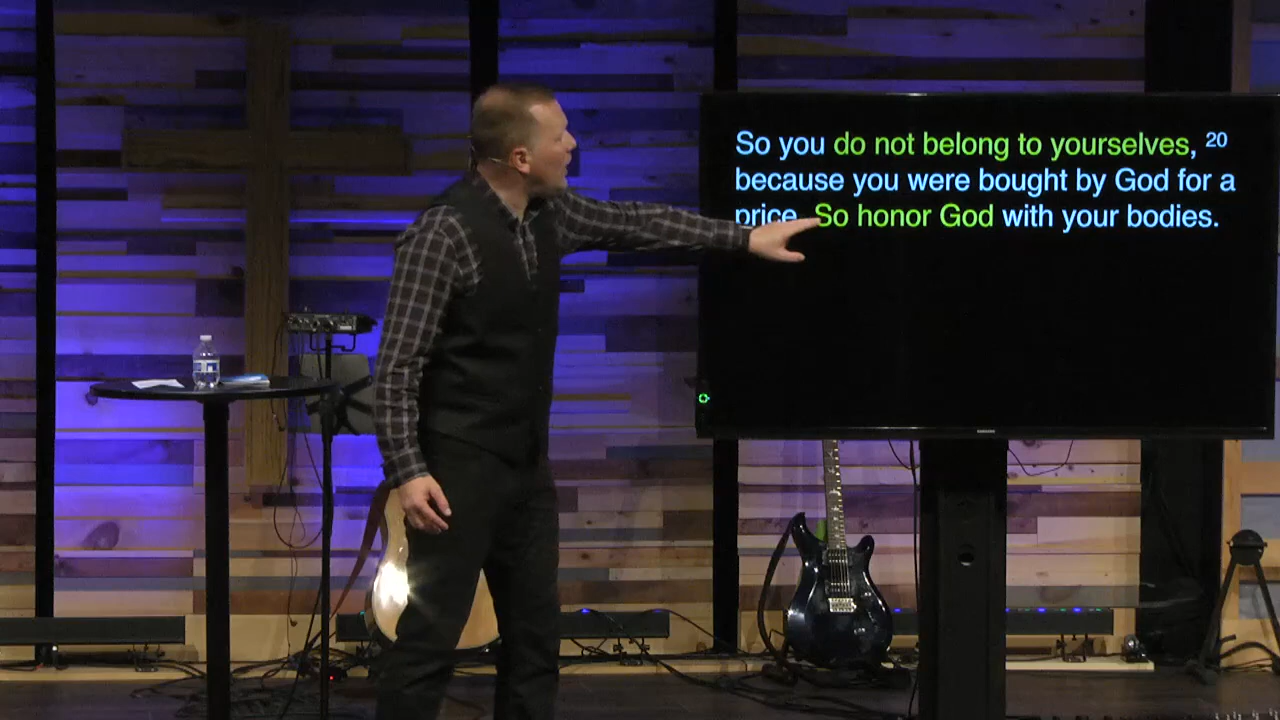 So you do not belong to yourselves, 20
because you were bought by God for a
price. So honor God with your bodies.
SAMSUNG